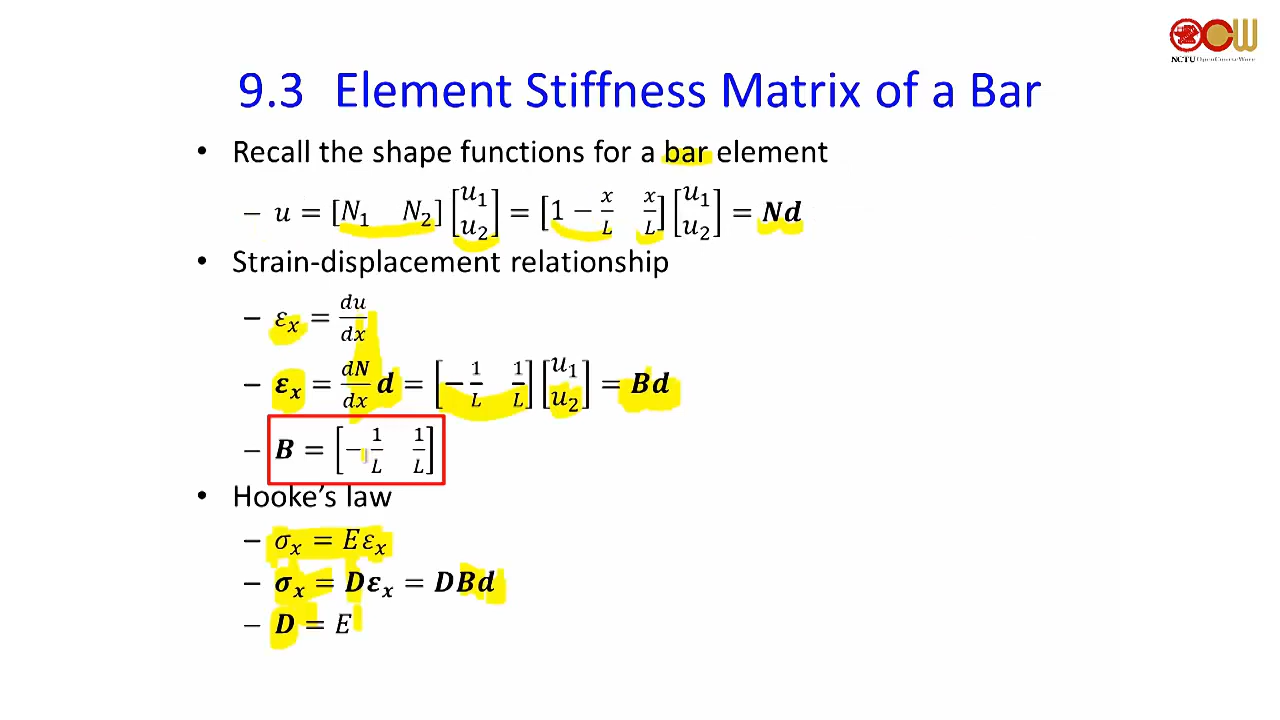 NCTU OpenCourseWare
9.3 Element Stiffness Matrix of a Bar
• Recall the shape functions for a bar element
– u = [N₁ N₂] [u₁ u₂] = [1 − x/L x/L] [u₁ u₂] = Nd
• Strain-displacement relationship
– εₓ = du/dx
– εₓ = dN/dx d = [−1/L 1/L] [u₁ u₂] = Bd
– B = [−1/L 1/L]
• Hooke’s law
– σₓ = Eεₓ
– σₓ = Dεₓ = DBd
– D = E